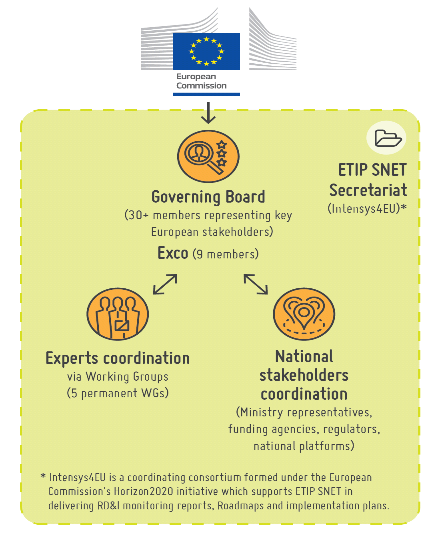 European
Commission
ETIP SNET
Secretariat
(Intensys4EU)*
Governing Board
(30+ members representing key
European stakeholders)
Exco (9 members)
Experts coordination
via Working Groups
(5 permanent WGs)
National
stakeholders
coordination
(Ministry representatives,
funding agencies, regulators,
national platforms)
* Intensys4EU is a coordinating consortium formed under the European
Commission's Horizon2020 initiative which supports ETIP SNET in
delivering RD&I monitoring reports, Roadmaps and implementation plans.